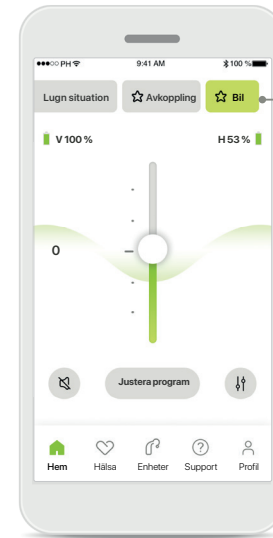 ●●●○○ PH 9:41 AM 100 %
Lugn situation Avkoppling Bil
V 100 % H 53 %
0
Justera program
Hem Hälsa Enheter Support Profil